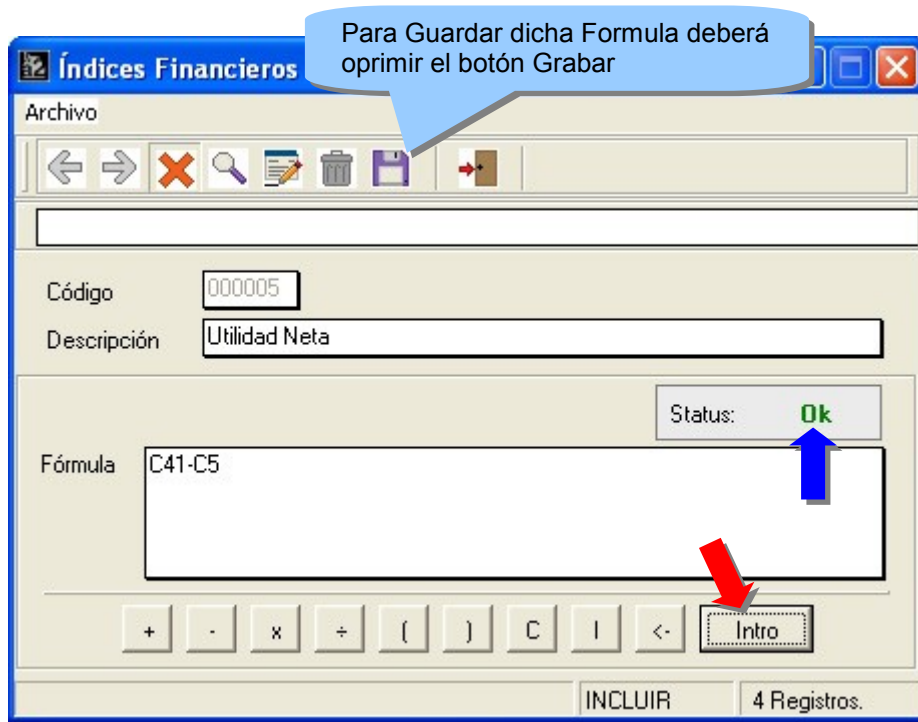 Para Guardar dicha Formula deberá
oprimir el botón Grabar
Índices Financieros
Archivo
Código 000005
Descripción Utilidad Neta
Status: Ok
Fórmula C41-C5
+ - x ÷ ( ) C I <- Intro
INCLUIR 4 Registros.